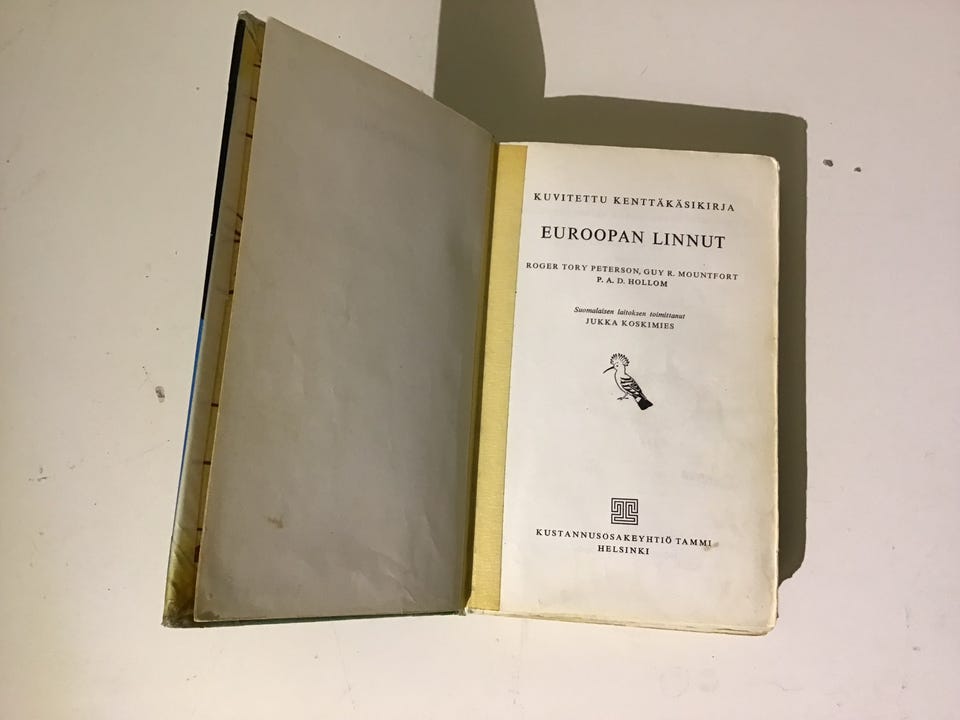 KUVITETTU KENTTÄKÄSIKIRJA
EUROOPAN LINNUT
ROGER TORY PETERSON, GUY R. MOUNTFORT
P. A. D. HOLLOM
Suomalaisen laitoksen toimittanut
JUKKA KOSKIMIES
KUSTANNUSOSAKEYHTIÖ TAMMI
HELSINKI